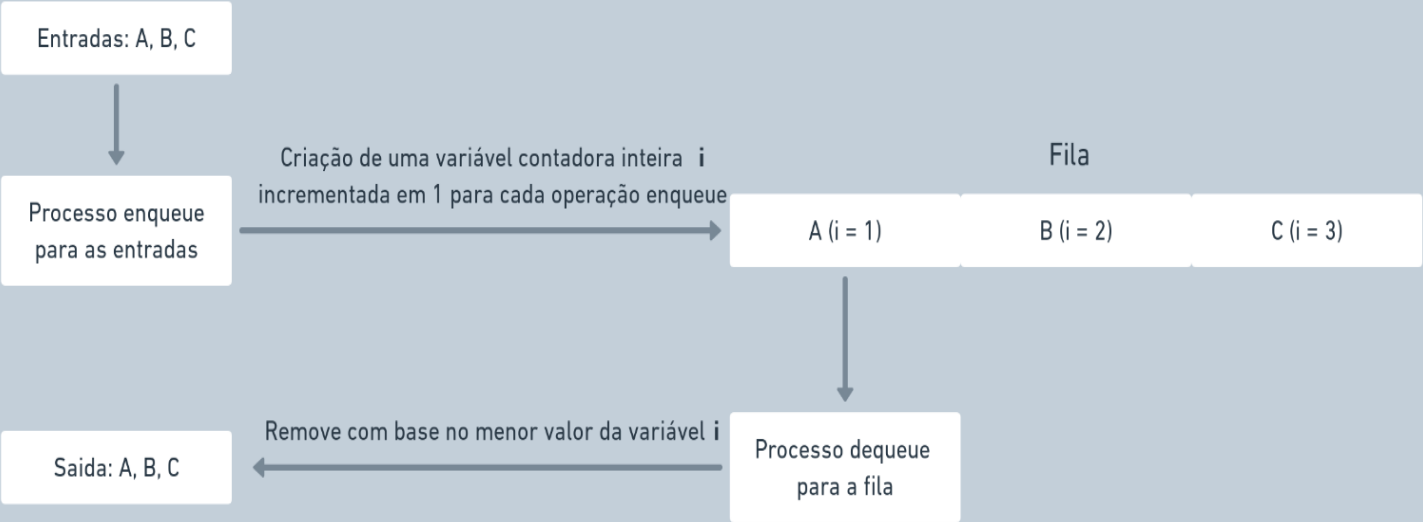 Entradas: A, B, C
Criação de uma variável contadora inteira i
incrementada em 1 para cada operação enqueue
Fila
Processo enqueue
para as entradas
A (i = 1)
B (i = 2)
C (i = 3)
Remove com base no menor valor da variável i
Processo dequeue
para a fila
Saida: A, B, C